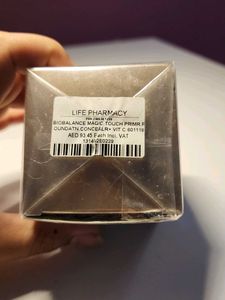 LIFE PHARMACY
BIOBALANCE MAGIC TOUCH PRIMR,F
OUNDATN,CONCEALR+ VIT C 601119
AED 93.45 Each Incl. VAT